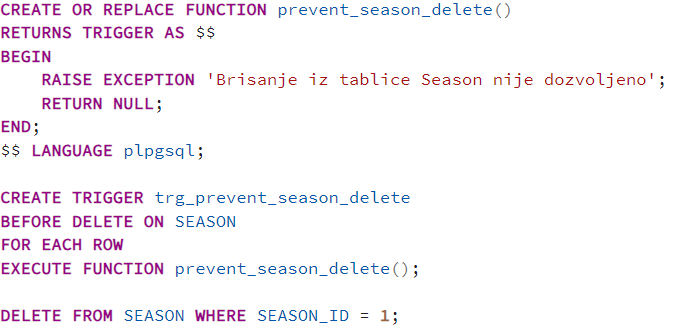 CREATE OR REPLACE FUNCTION prevent_season_delete()
RETURNS TRIGGER AS $$
BEGIN
    RAISE EXCEPTION 'Brisanje iz tablice Season nije dozvoljeno';
    RETURN NULL;
END;
$$ LANGUAGE plpgsql;

CREATE TRIGGER trg_prevent_season_delete
BEFORE DELETE ON SEASON
FOR EACH ROW
EXECUTE FUNCTION prevent_season_delete();

DELETE FROM SEASON WHERE SEASON_ID = 1;